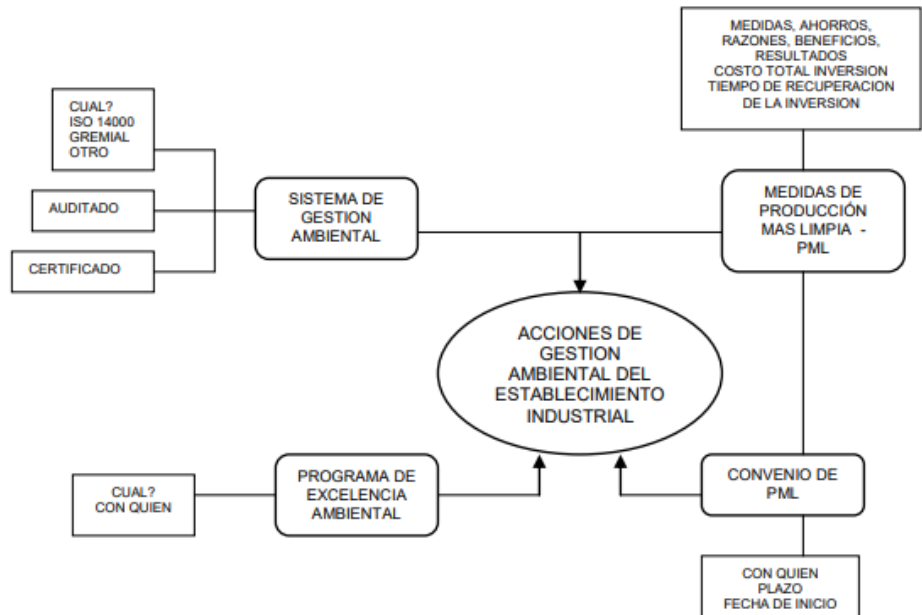 MEDIDAS, AHORROS,
RAZONES, BENEFICIOS,
RESULTADOS
COSTO TOTAL INVERSION
TIEMPO DE RECUPERACION
DE LA INVERSION
CUAL?
ISO 14000
GREMIAL
OTRO
AUDITADO
CERTIFICADO
SISTEMA DE
GESTION
AMBIENTAL
MEDIDAS DE
PRODUCCIÓN
MAS LIMPIA -
PML
ACCIONES DE
GESTION
AMBIENTAL DEL
ESTABLECIMIENTO
INDUSTRIAL
CUAL?
CON QUIEN
PROGRAMA DE
EXCELENCIA
AMBIENTAL
CONVENIO DE
PML
CON QUIEN
PLAZO
FECHA DE INICIO